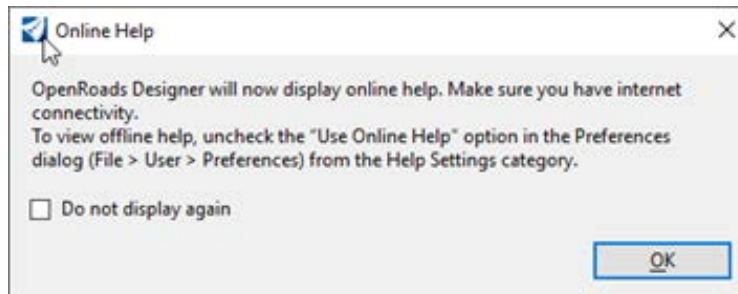 Online Help
OpenRoads Designer will now display online help. Make sure you have internet
connectivity.
To view offline help, uncheck the "Use Online Help" option in the Preferences
dialog (File > User > Preferences) from the Help Settings category.
Do not display again
OK